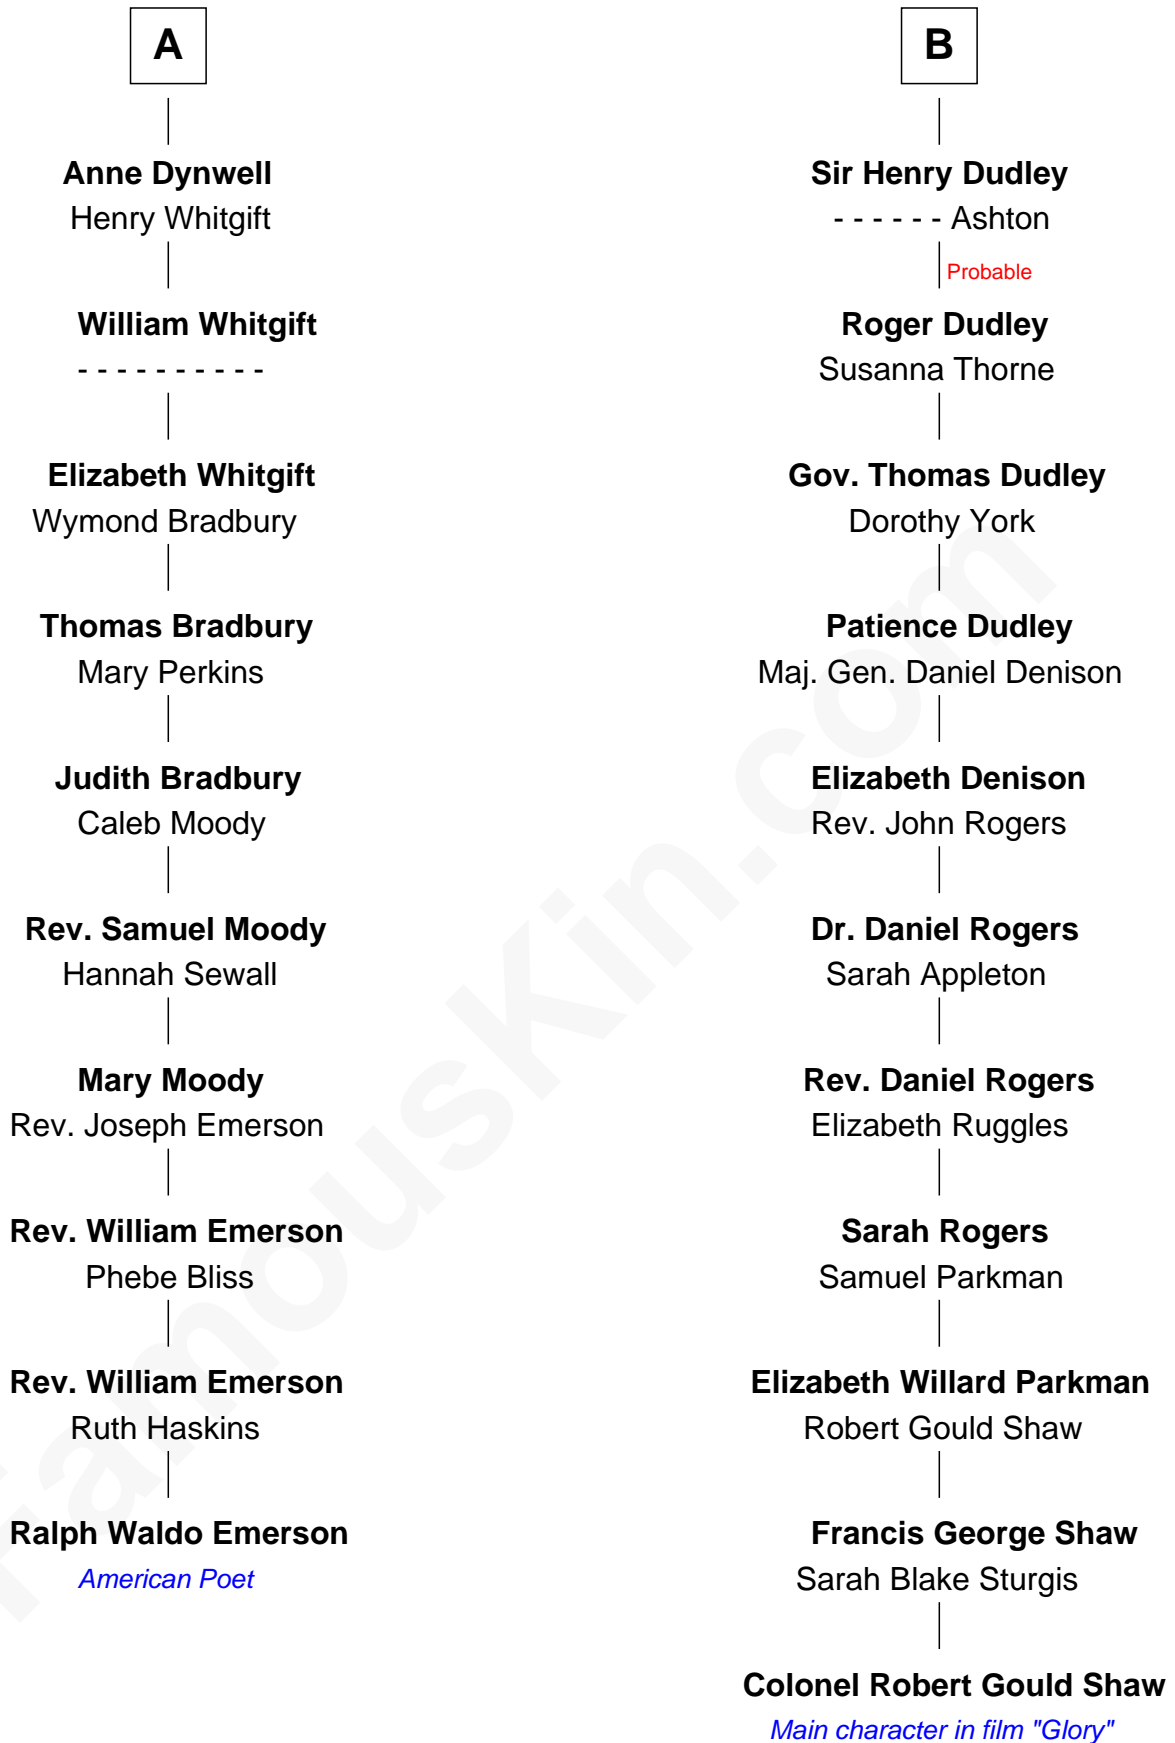 A
Anne Dynwell
Henry Whitgift
William Whitgift
- - - - - - - - - -
Elizabeth Whitgift
Wymond Bradbury
Thomas Bradbury
Mary Perkins
Judith Bradbury
Caleb Moody
Rev. Samuel Moody
Hannah Sewall
Mary Moody
Rev. Joseph Emerson
Rev. William Emerson
Phebe Bliss
Rev. William Emerson
Ruth Haskins
Ralph Waldo Emerson
American Poet
B
Sir Henry Dudley
- - - - - - Ashton
Probable
Roger Dudley
Susanna Thorne
Gov. Thomas Dudley
Dorothy York
Patience Dudley
Maj. Gen. Daniel Denison
Elizabeth Denison
Rev. John Rogers
Dr. Daniel Rogers
Sarah Appleton
Rev. Daniel Rogers
Elizabeth Ruggles
Sarah Rogers
Samuel Parkman
Elizabeth Willard Parkman
Robert Gould Shaw
Francis George Shaw
Sarah Blake Sturgis
Colonel Robert Gould Shaw
Main character in film "Glory"
FamousKin.com